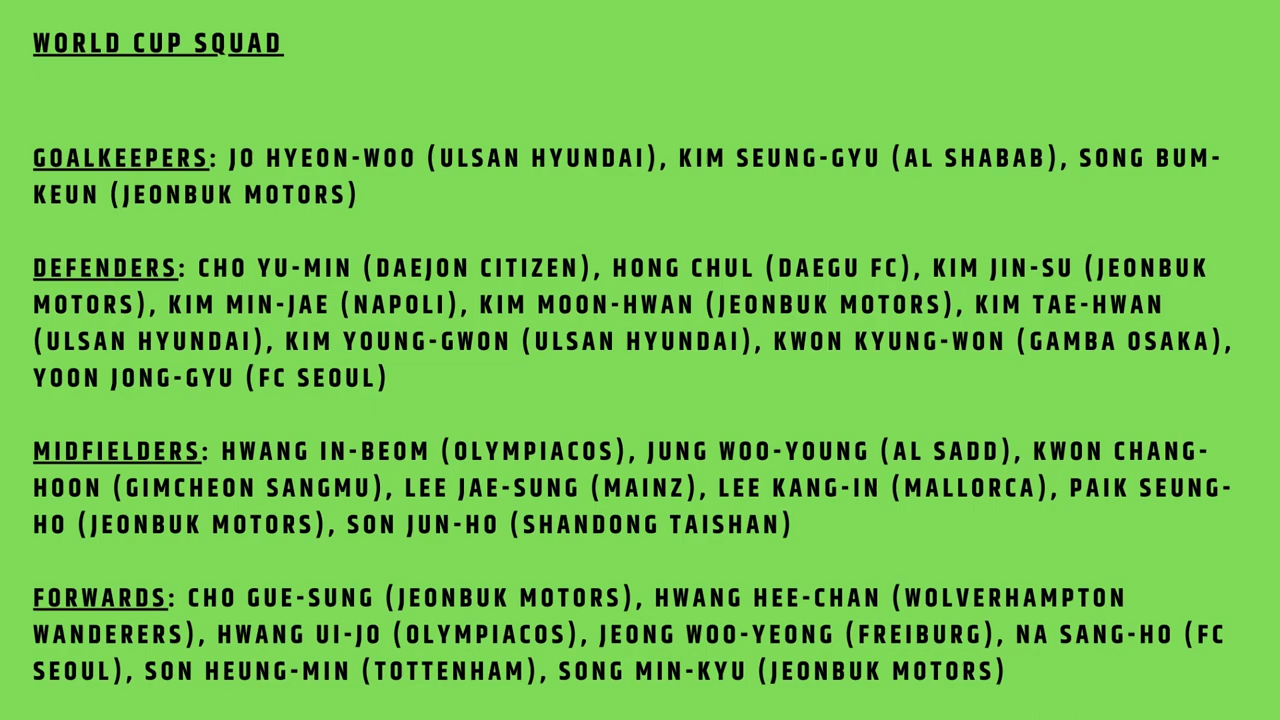 WORLD CUP SQUAD
GOALKEEPERS: JO HYEON-WOO (ULSAN HYUNDAI), KIM SEUNG-GYU (AL SHABAB), SONG BUM-
KEUN (JEONBUK MOTORS)
DEFENDERS: CHO YU-MIN (DAEJON CITIZEN), HONG CHUL (DAEGU FC), KIM JIN-SU (JEONBUK
MOTORS), KIM MIN-JAE (NAPOLI), KIM MOON-HWAN (JEONBUK MOTORS), KIM TAE-HWAN
(ULSAN HYUNDAI), KIM YOUNG-GWON (ULSAN HYUNDAI), KWON KYUNG-WON (GAMBA OSAKA),
YOON JONG-GYU (FC SEOUL)
MIDFIELDERS: HWANG IN-BEOM (OLYMPIACOS), JUNG WOO-YOUNG (AL SADD), KWON CHANG-
HOON (GIMCHEON SANGMU), LEE JAE-SUNG (MAINZ), LEE KANG-IN (MALLORCA), PAIK SEUNG-
HO (JEONBUK MOTORS), SON JUN-HO (SHANDONG TAISHAN)
FORWARDS: CHO GUE-SUNG (JEONBUK MOTORS), HWANG HEE-CHAN (WOLVERHAMPTON
WANDERERS), HWANG UI-JO (OLYMPIACOS), JEONG WOO-YEONG (FREIBURG), NA SANG-HO (FC
SEOUL), SON HEUNG-MIN (TOTTENHAM), SONG MIN-KYU (JEONBUK MOTORS)